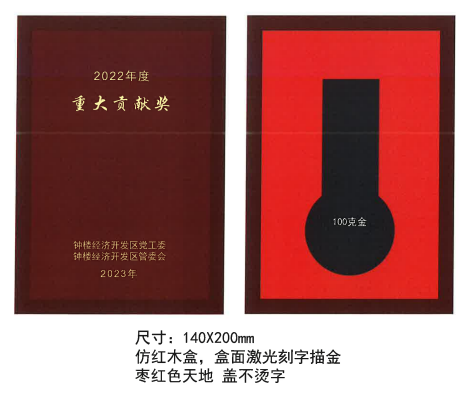 2022年度
重大贡献奖
钟楼经济开发区党工委
钟楼经济开发区管委会
2023年
100克金
尺寸：140X200mm
仿红木盒，盒面激光刻字描金
枣红色天地 盖不烫字